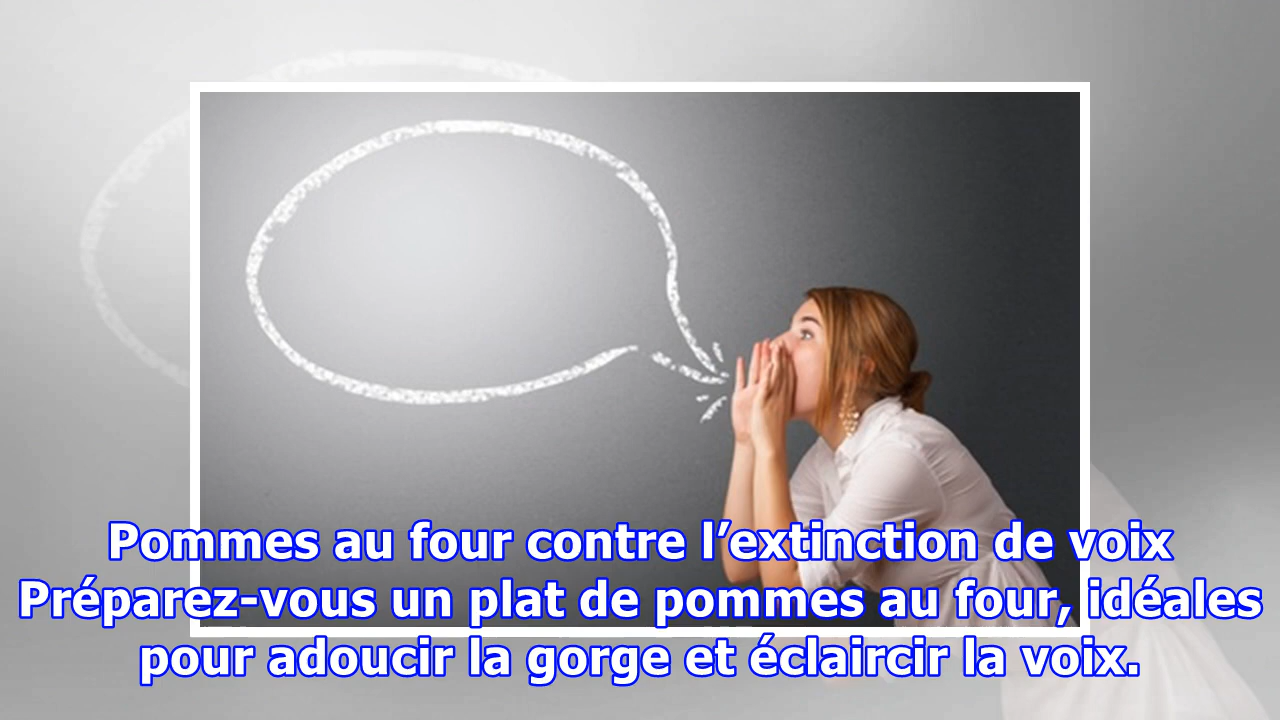 Pommes au four contre l’extinction de voix
Préparez-vous un plat de pommes au four, idéales
pour adoucir la gorge et éclaircir la voix.